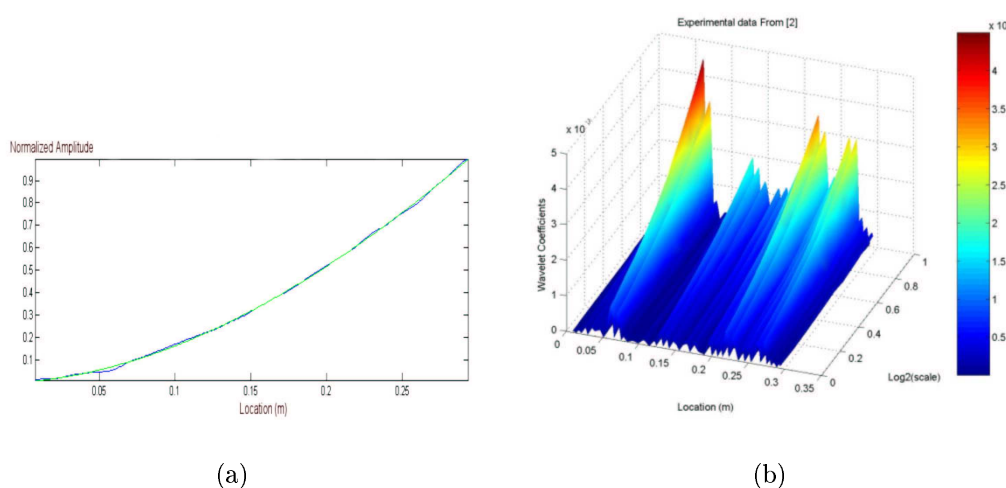 Normalized Amplitude
0.9
0.8
0.7
0.6
0.5
0.4
0.3
0.2
0.1
0.05 0.1 0.15 0.2 0.25
Location (m)
(a)
Experimental data From [2]
5
4
3
2
1
0
Wavelet Coefficients
0 0.05 0.1 0.15 0.2 0.25 0.3 0.35
Location (m)
0 0.2 0.4 0.6 0.8 1
Log2(scale)
x 10
4
3.5
3
2.5
2
1.5
1
0.5
(b)